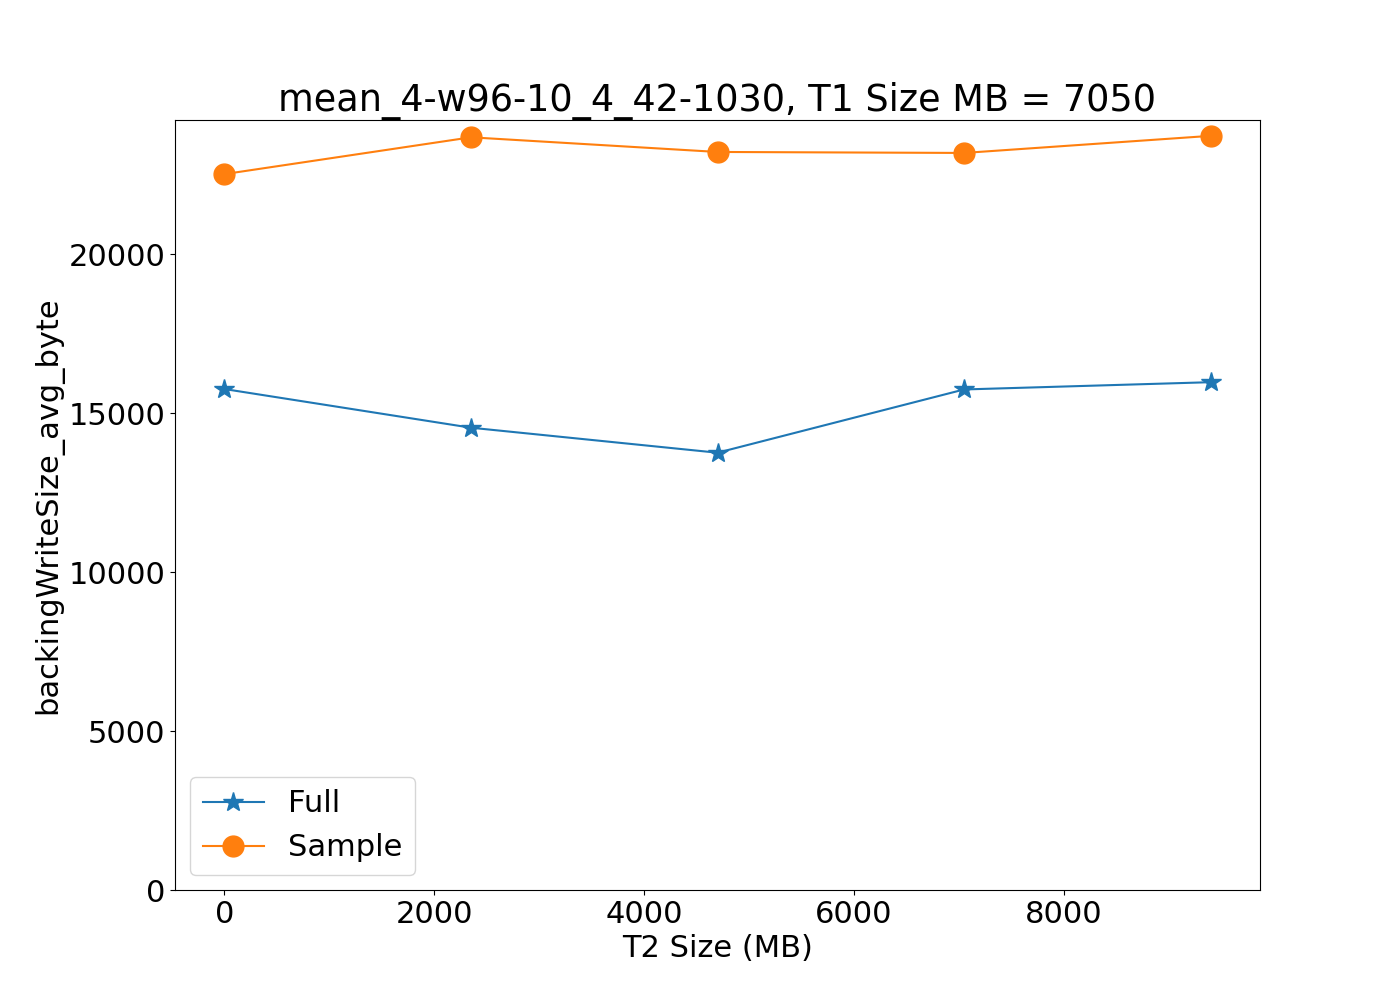 mean_4-w96-10_4_42-1030, T1 Size MB = 7050
backingWriteSize_avg_byte
20000
15000
10000
5000
0
Full
Sample
0 2000 4000 6000 8000
T2 Size (MB)